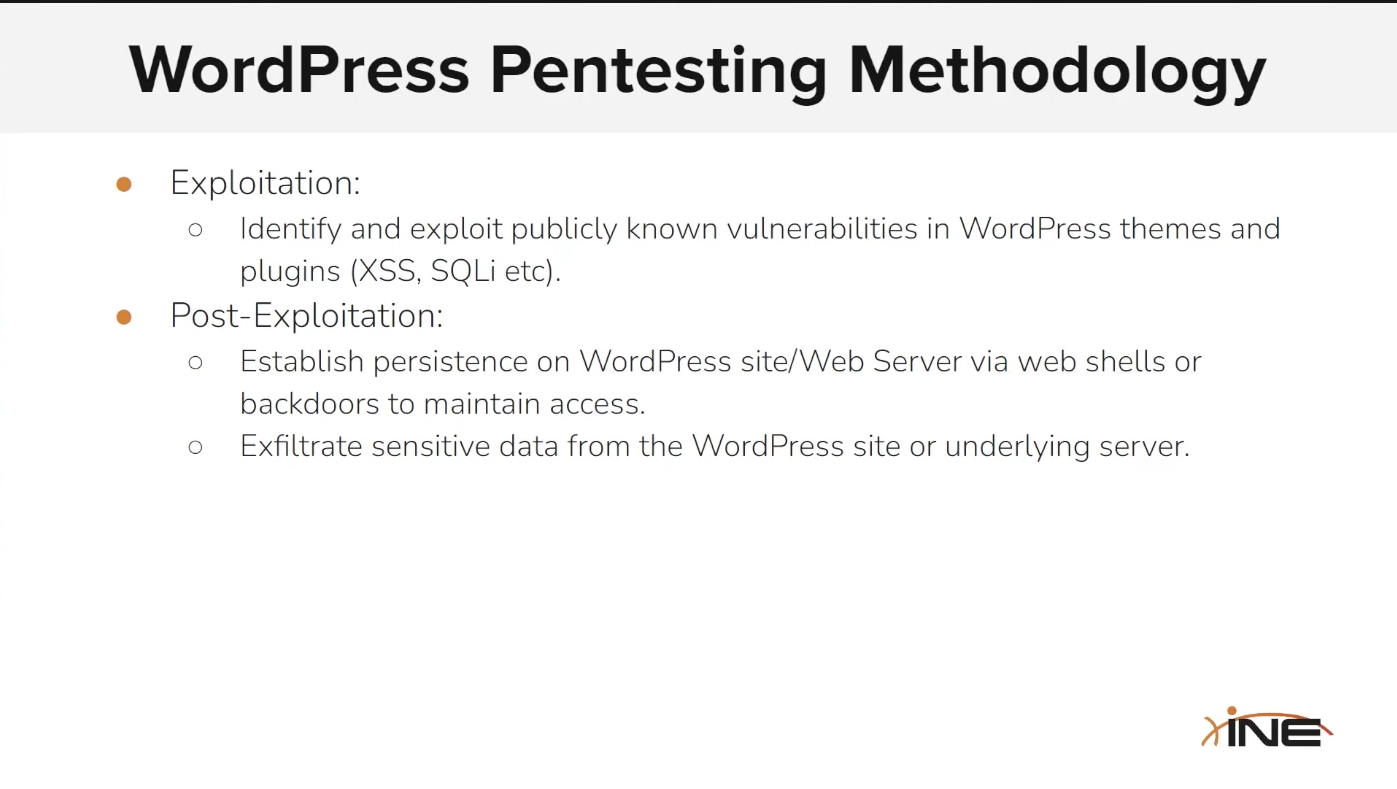 WordPress Pentesting Methodology
● Exploitation:
○ Identify and exploit publicly known vulnerabilities in WordPress themes and
plugins (XSS, SQLi etc).
● Post-Exploitation:
○ Establish persistence on WordPress site/Web Server via web shells or
backdoors to maintain access.
○ Exfiltrate sensitive data from the WordPress site or underlying server.
iNE